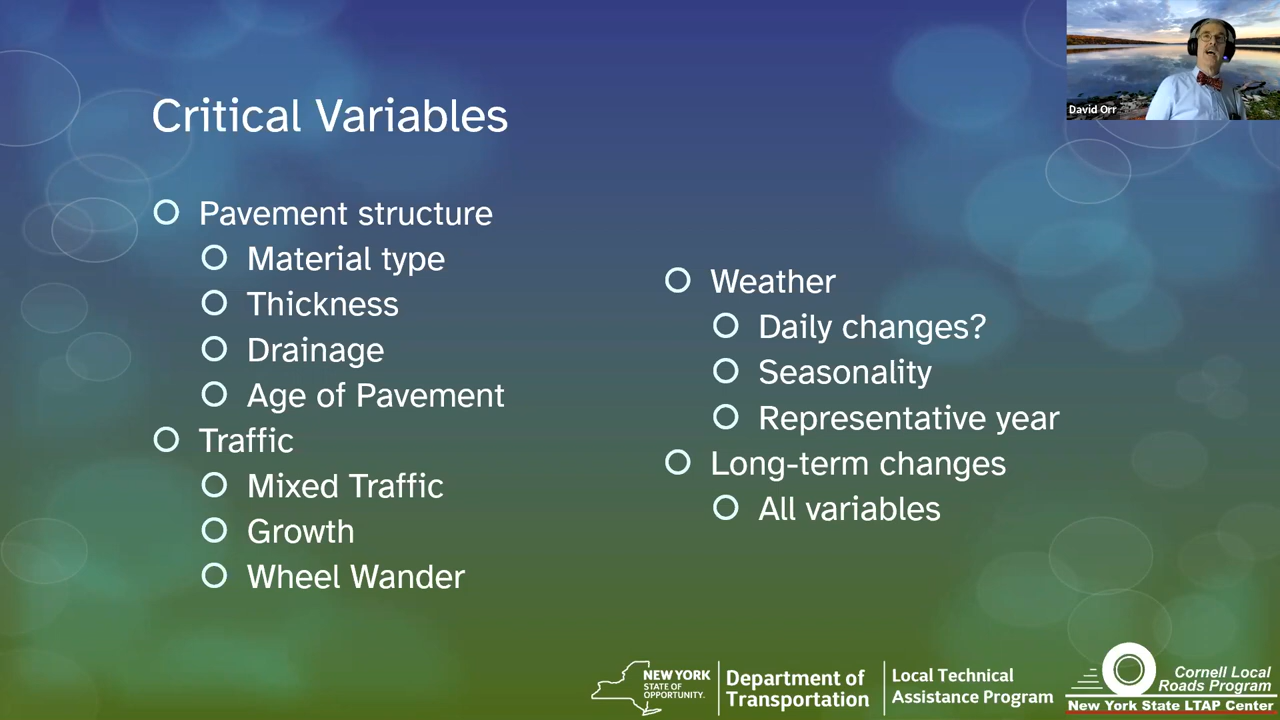 Critical Variables
Pavement structure
Material type
Thickness
Drainage
Age of Pavement
Traffic
Mixed Traffic
Growth
Wheel Wander
Weather
Daily changes?
Seasonality
Representative year
Long-term changes
All variables
David Orr
NEW YORK
STATE OF
OPPORTUNITY.
Department of
Transportation
Local Technical
Assistance Program
Cornell Local
Roads Program
New York State LTAP Center